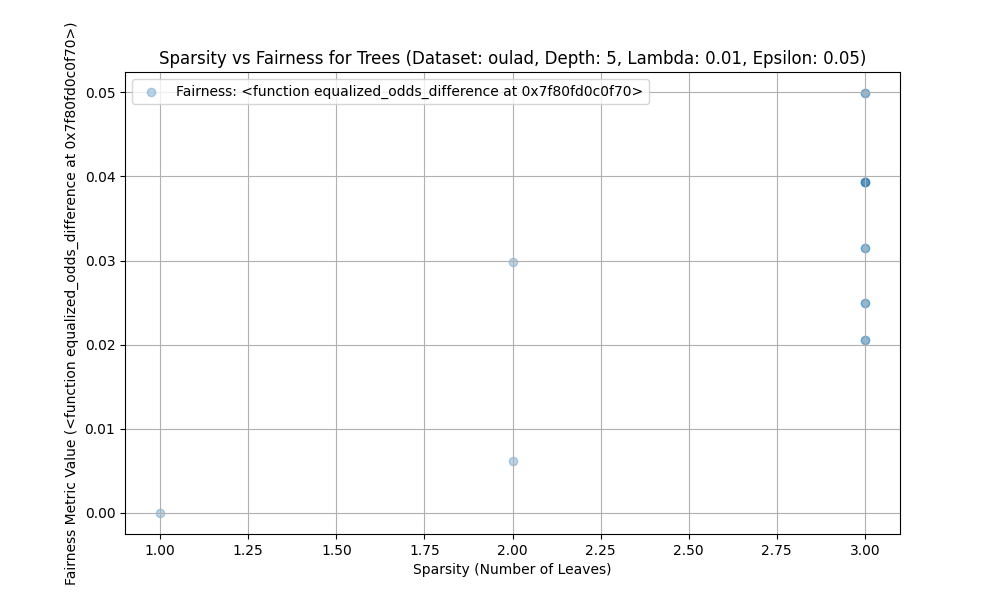 Sparsity vs Fairness for Trees (Dataset: oulad, Depth: 5, Lambda: 0.01, Epsilon: 0.05)
Fairness: <function equalized_odds_difference at 0x7f80fd0c0f70>
Fairness Metric Value (<function equalized_odds_difference at 0x7f80fd0c0f70>)
0.05
0.04
0.03
0.02
0.01
0.00
1.00 1.25 1.50 1.75 2.00 2.25 2.50 2.75 3.00
Sparsity (Number of Leaves)